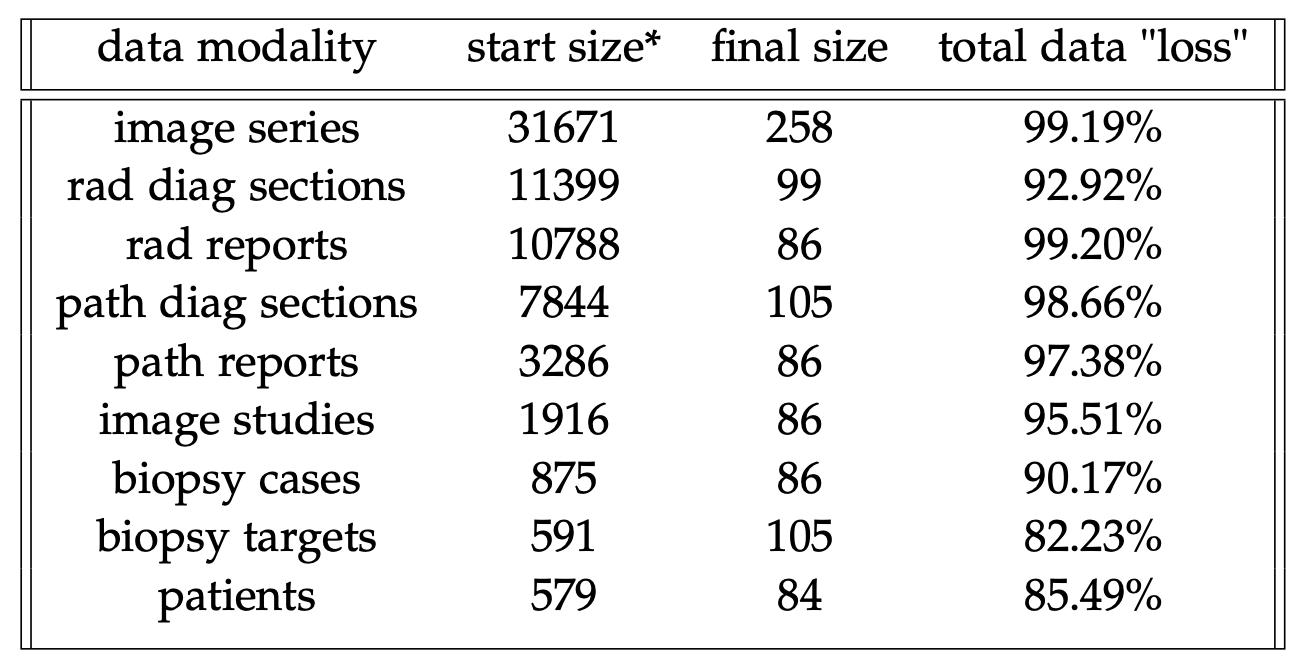 data modality start size* final size total data "loss"
image series 31671 258 99.19%
rad diag sections 11399 99 92.92%
rad reports 10788 86 99.20%
path diag sections 7844 105 98.66%
path reports 3286 86 97.38%
image studies 1916 86 95.51%
biopsy cases 875 86 90.17%
biopsy targets 591 105 82.23%
patients 579 84 85.49%